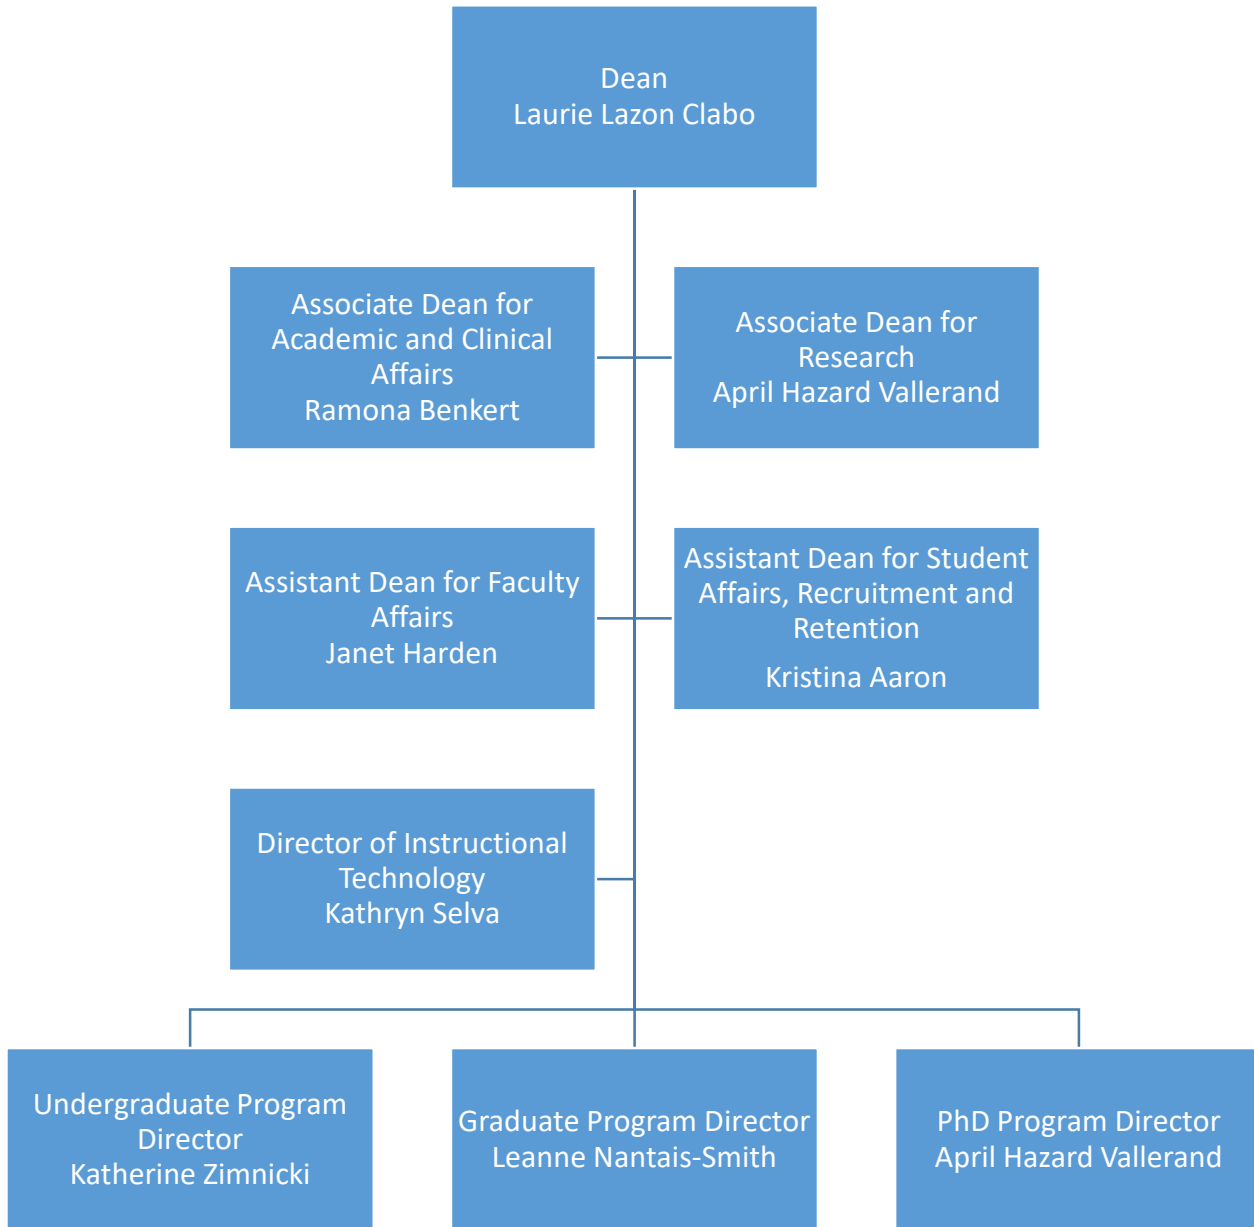 Dean
Laurie Lazon Clabo
Associate Dean for
Academic and Clinical
Affairs
Ramona Benkert
Associate Dean for
Research
April Hazard Vallerand
Assistant Dean for Faculty
Affairs
Janet Harden
Assistant Dean for Student
Affairs, Recruitment and
Retention
Kristina Aaron
Director of Instructional
Technology
Kathryn Selva
Undergraduate Program
Director
Katherine Zimnicki
Graduate Program Director
Leanne Nantais-Smith
PhD Program Director
April Hazard Vallerand